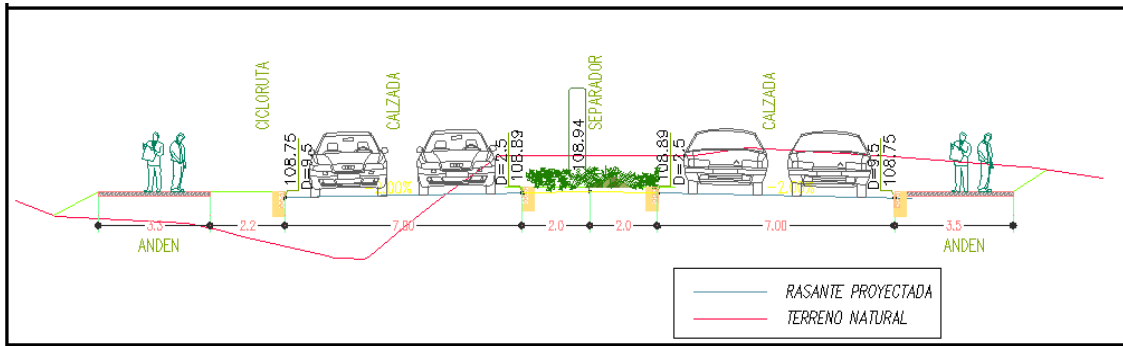 CICLORUTA
108.75
D=9.5
CALZADA
D=2.5
108.89
108.94
SEPARADOR
108.89
D=2.5
CALZADA
D=9.5
108.75
3.5
2.2
7.00
2.0
2.0
7.00
3.5
ANDEN
ANDEN
RASANTE PROYECTADA
TERRENO NATURAL